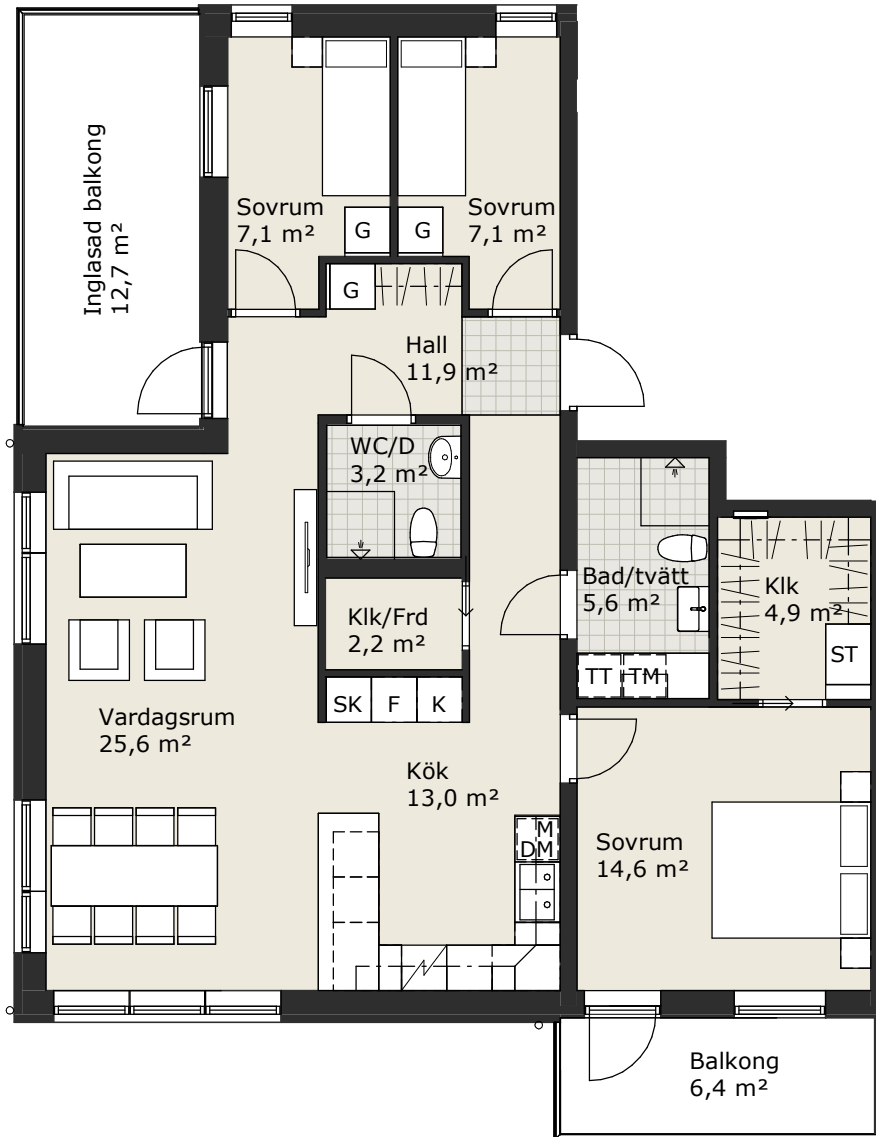 Inglasad balkong
12,7 m²
Sovrum
7,1 m²
G
G
Sovrum
7,1 m²
G
Hall
11,9 m²
WC/D
3,2 m²
Bad/tvätt
5,6 m²
Klk
4,9 m²
Klk/Frd
2,2 m²
ST
TT
TM
SK
F
K
Vardagsrum
25,6 m²
Kök
13,0 m²
M
DM
Sovrum
14,6 m²
Balkong
6,4 m²